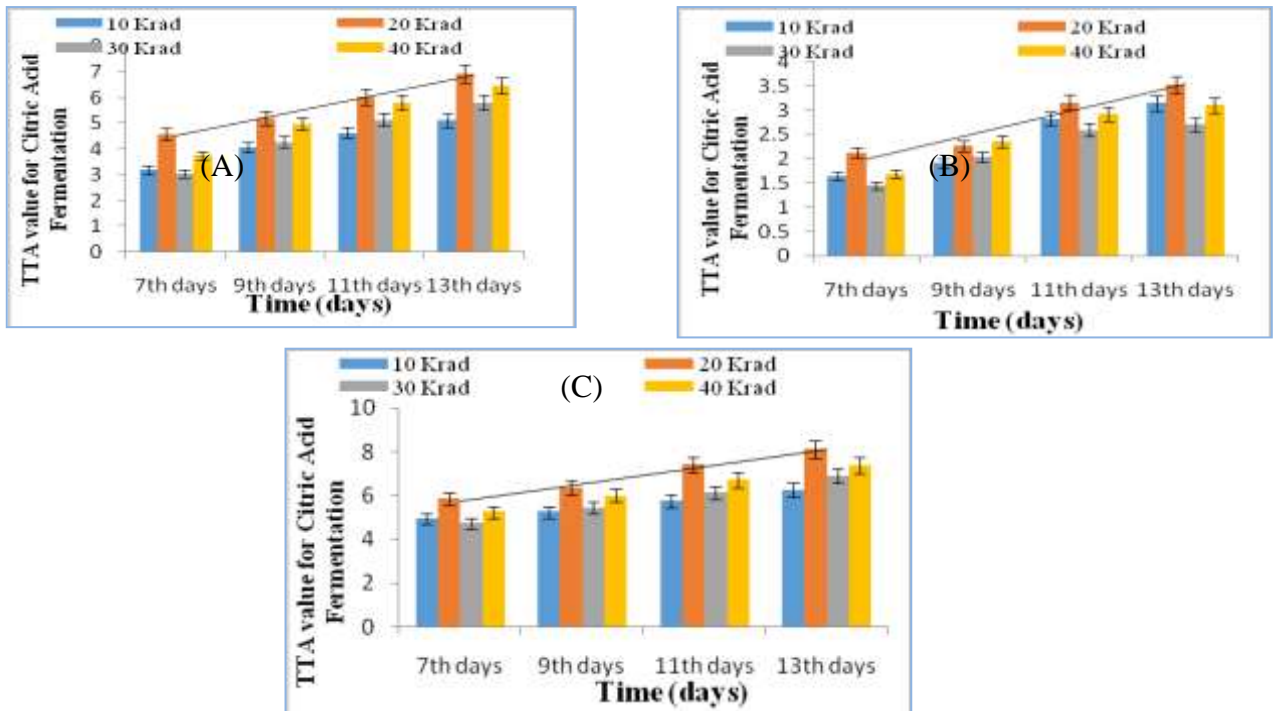 10 Krad 20 Krad
30 Krad 40 Krad
TTA value for Citric Acid
Fermentation
8
7
6
5
4
3
2
1
0
(A)
7th days 9th days 11th days 13th days
Time (days)
10 Krad 20 Krad
30 Krad 40 Krad
TTA value for Citric Acid
Fermentation
4
3.5
3
2.5
2
1.5
1
0.5
0
(B)
7th days 9th days 11th days 13th days
Time (days)
10 Krad 20 Krad
30 Krad 40 Krad
(C)
TTA value for Citric Acid
Fermentation
10
8
6
4
2
0
7th days 9th days 11th days 13th days
Time (days)